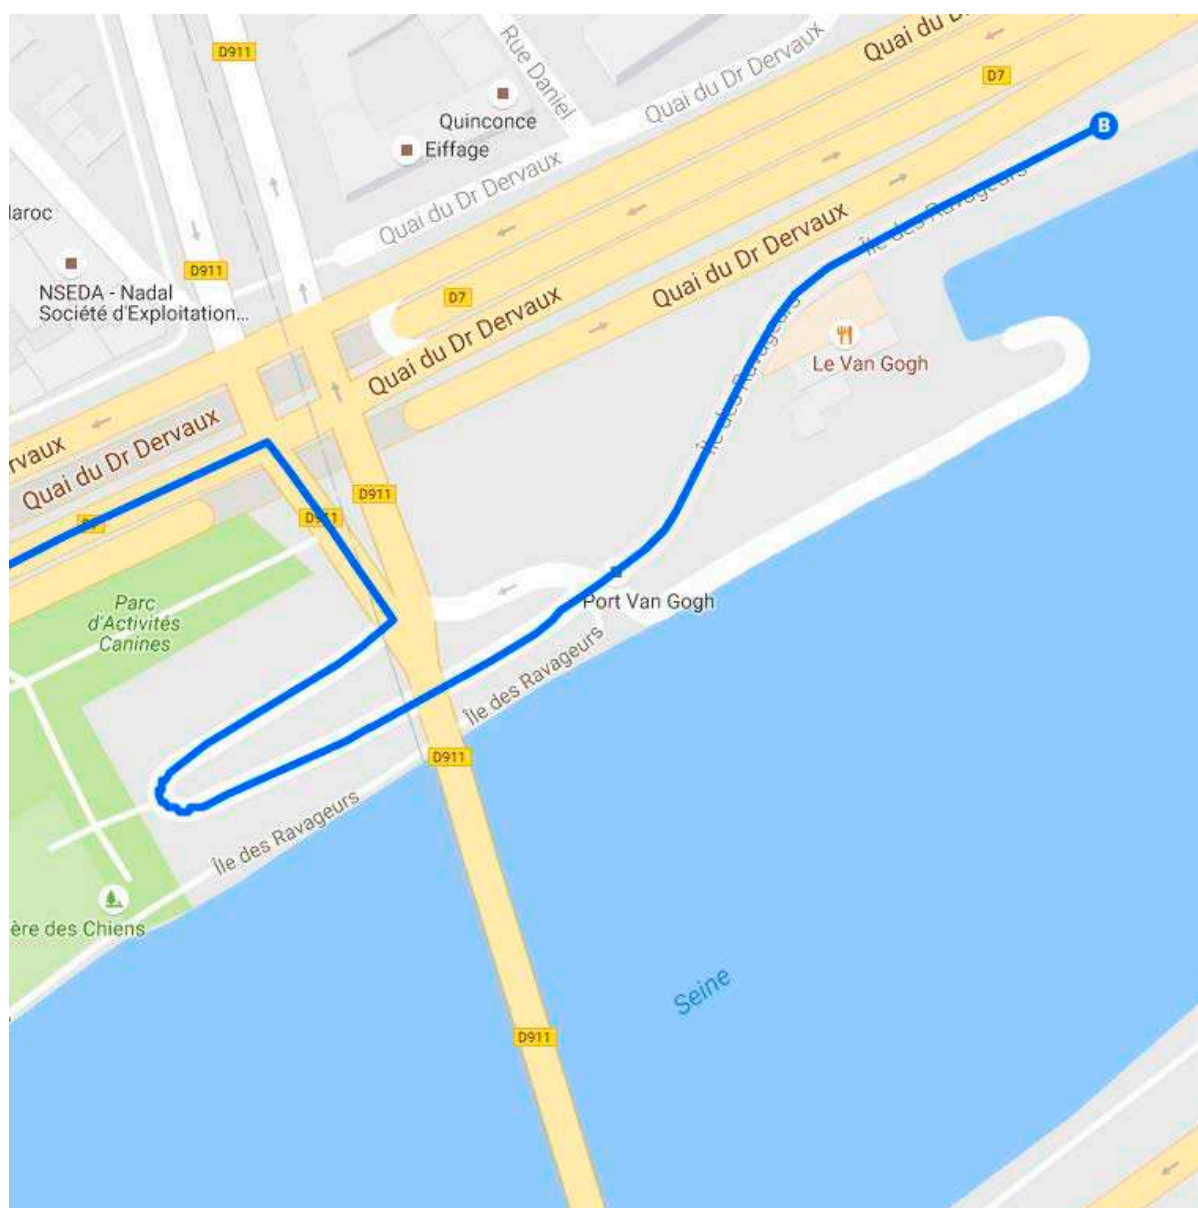 D911
Rue Daniel
Quai du Dr Dervaux
Quai du
D7
B
Quinconce
Eiffage
Quai du Dr Dervaux
laroc
D911
NSEDA - Nadal
Société d'Exploitation...
D7
Quai du Dr Dervaux
Île des Ravageurs
Quai du Dr Dervaux
Île des Ravageurs
Le Van Gogh
rvaux
Quai du Dr Dervaux
D7
D911
D911
Parc
d'Activités
Canines
Port Van Gogh
Île des Ravageurs
D911
Île des Ravageurs
ère des Chiens
Seine
D911